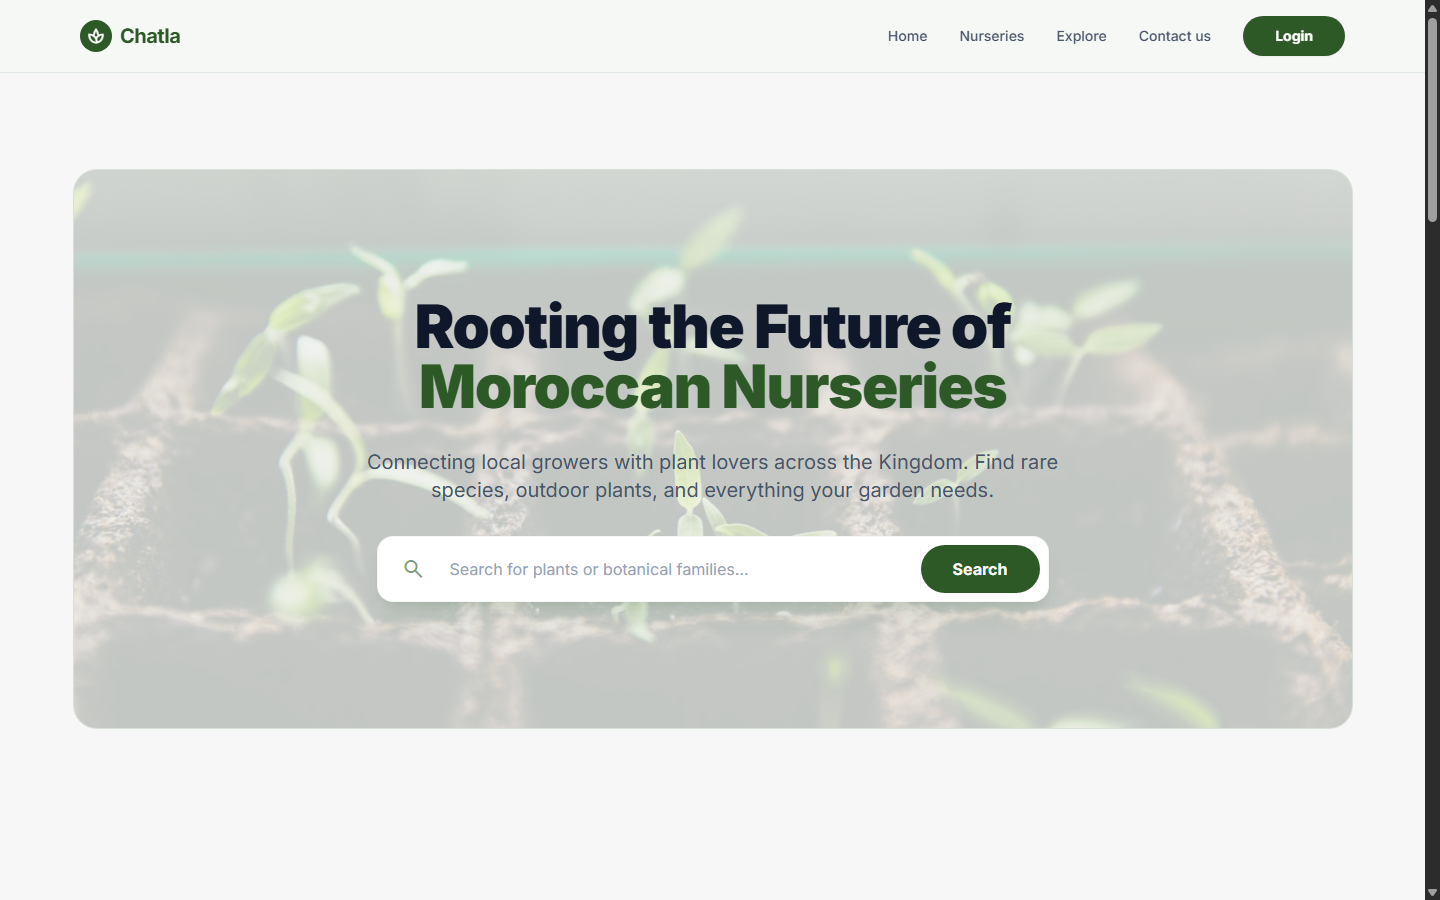 Chatla
Home
Nurseries
Explore
Contact us
Login
Rooting the Future of
Moroccan Nurseries
Connecting local growers with plant lovers across the Kingdom. Find rare
species, outdoor plants, and everything your garden needs.
Search for plants or botanical families...
Search